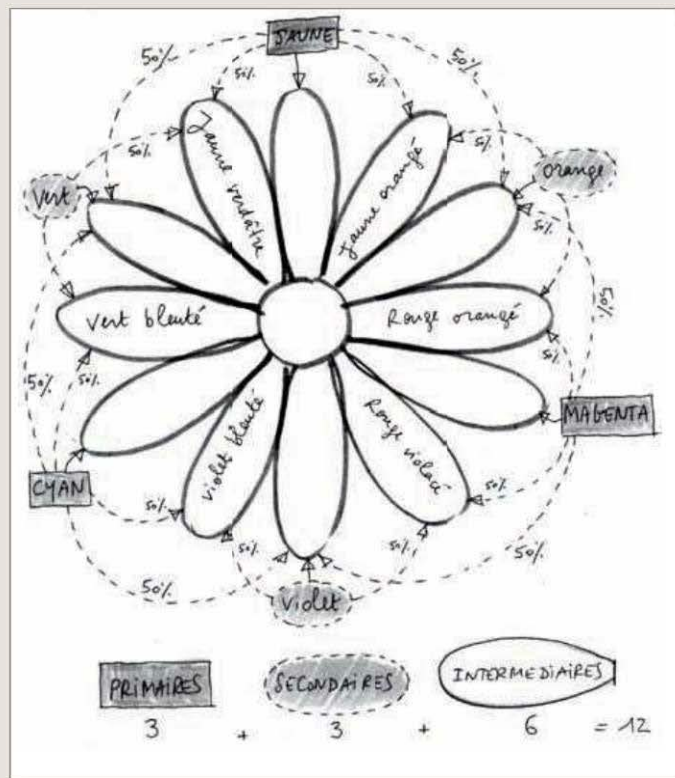 JAUNE
50%
50%
50%
50%
Jaune verdâtre
Jaune orangé
50%
50%
Vert
Orange
50%
50%
Vert bleuté
Rouge orangé
50%
50%
50%
MAGENTA
CYAN
Violet bleuté
Rouge violacé
50%
50%
50%
50%
50%
50%
Violet
PRIMAIRES
SECONDAIRES
INTERMEDIAIRES
3 + 3 + 6 = 12